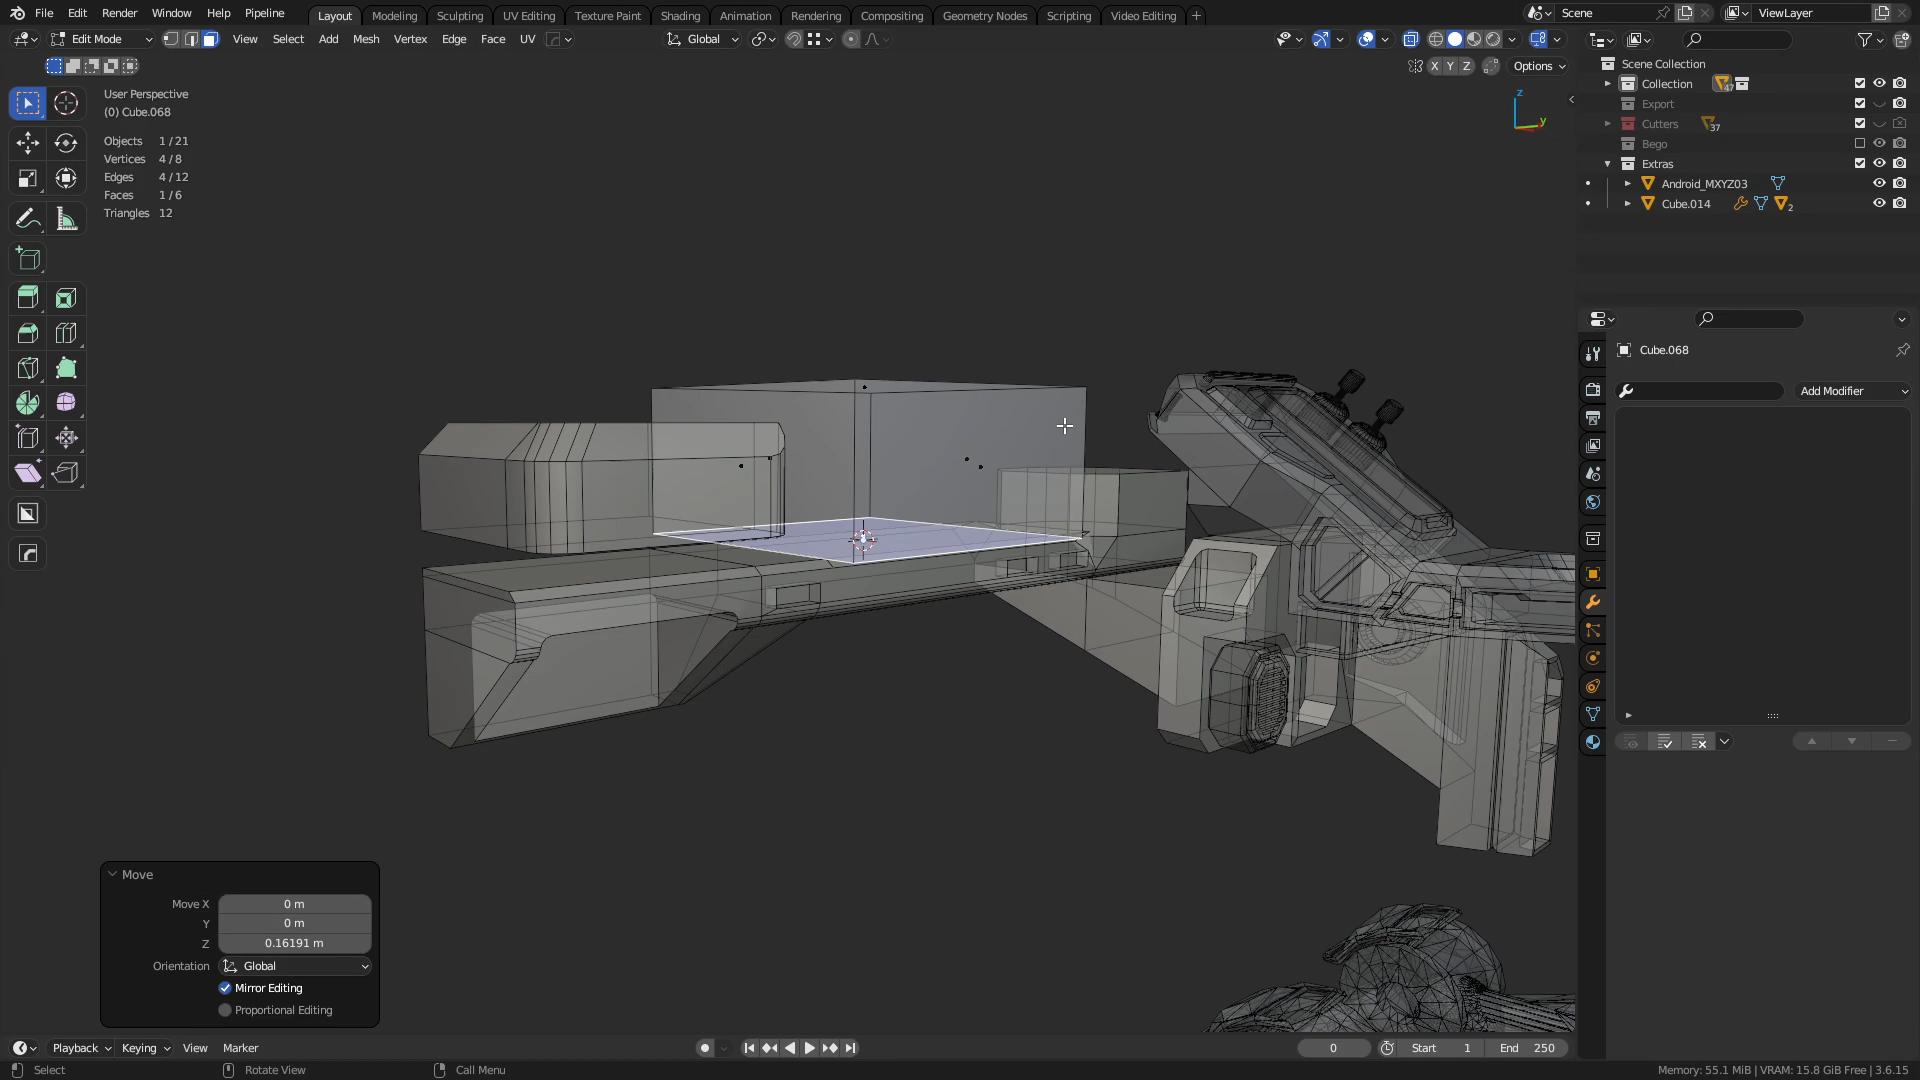 File Edit Render Window Help Pipeline Layout Modeling Sculpting UV Editing Texture Paint Shading Animation Rendering Compositing Geometry Nodes Scripting Video Editing + Scene ViewLayer
Edit Mode View Select Add Mesh Vertex Edge Face UV Global
X Y Z Options
Scene Collection
Collection 47
Export
Cutters 37
Bego
Extras
Android_MXYZ03
Cube.014 2
User Perspective
(0) Cube.068
Objects 1 / 21
Vertices 4 / 8
Edges 4 / 12
Faces 1 / 6
Triangles 12
z
y
Cube.068
Add Modifier
Move
Move X 0 m
Y 0 m
Z 0.16191 m
Orientation Global
Mirror Editing
Proportional Editing
Playback Keying View Marker 0 Start 1 End 250
Select Rotate View Call Menu Memory: 55.1 MiB | VRAM: 15.8 GiB Free | 3.6.15